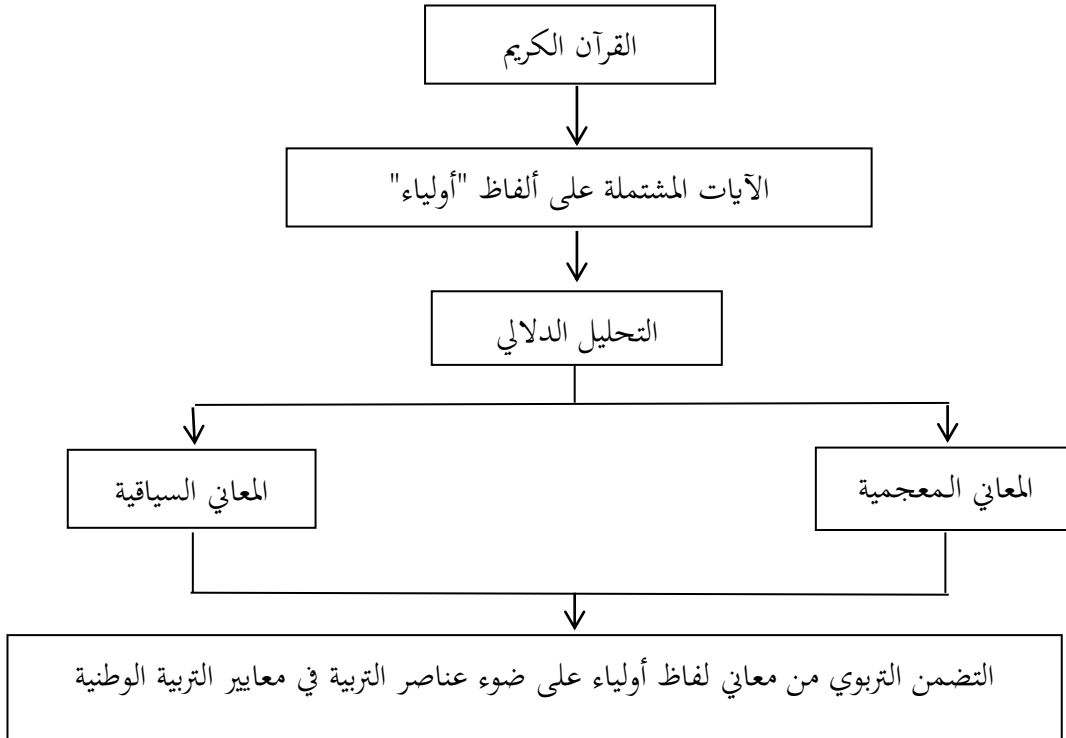 القرآن الكريم
الآيات المشتملة على ألفاظ "أولياء"
التحليل الدلالي
المعاني المعجمية
المعاني السياقية
التضمن التربوي من معاني لفاظ أولياء على ضوء عناصر التربية في معايير التربية الوطنية